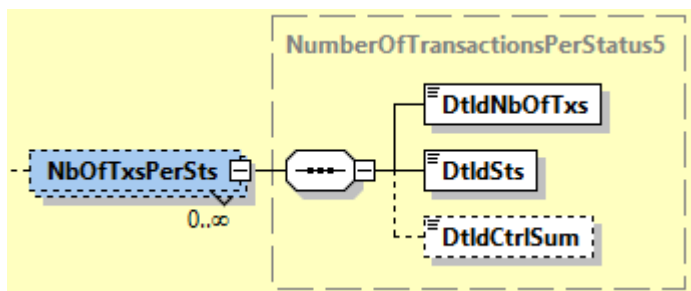 NumberOfTransactionsPerStatus5
DtldNbOfTxs
NbOfTxsPerSts
DtldSts
0..∞
DtldCtrlSum